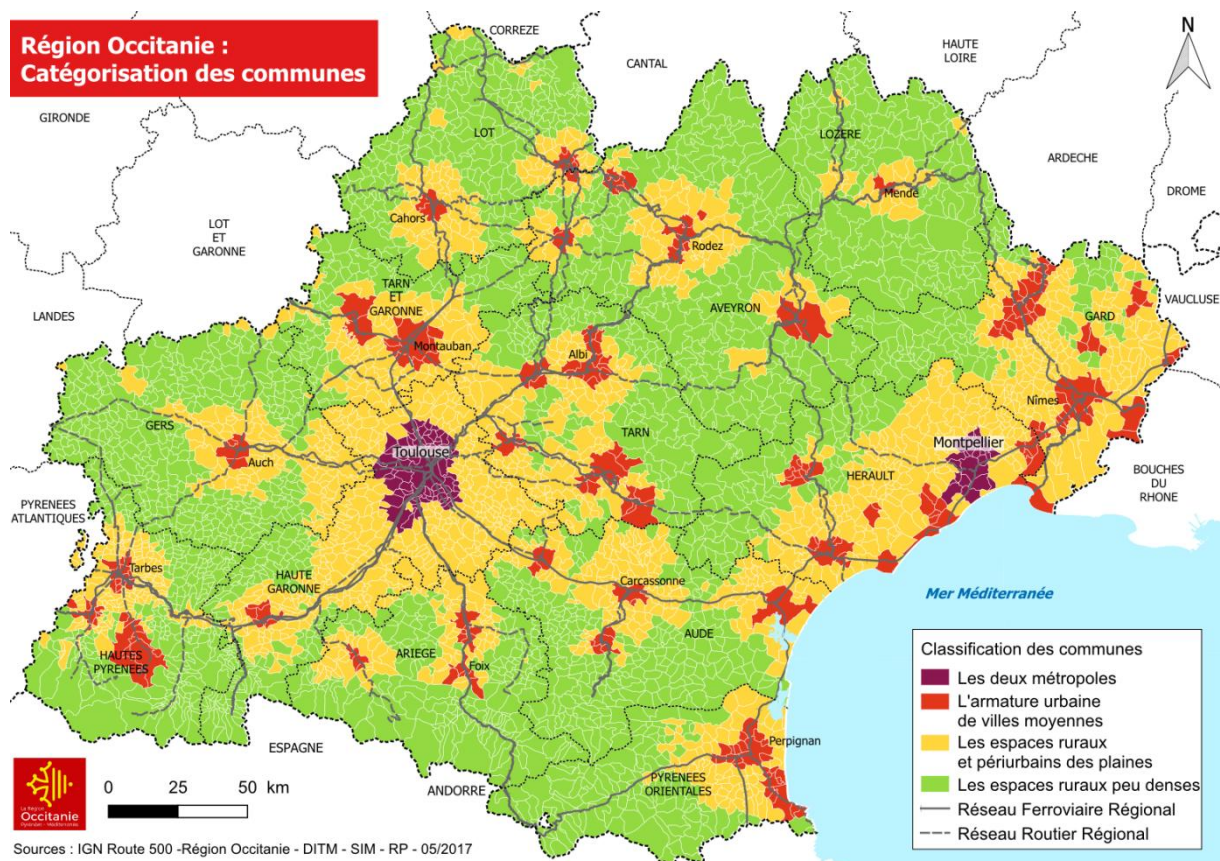 Région Occitanie :
Catégorisation des communes
N
CORREZE
CANTAL
HAUTE
LOIRE
GIRONDE
LOT
LOZERE
ARDECHE
DROME
LOT
ET
GARONNE
Cahors
Mende
Rodez
TARN
ET
GARONNE
LANDES
AVEYRON
VAUCLUSE
GARD
Montauban
Albi
Nîmes
GERS
Auch
Toulouse
TARN
Montpellier
HERAULT
BOUCHES
DU
RHONE
PYRENEES
ATLANTIQUES
Tarbes
HAUTE
GARONNE
Carcassonne
AUDE
HAUTES
PYRENEES
ARIEGE
Foix
Mer Méditerranée
Perpignan
PYRENEES
ORIENTALES
ESPAGNE
ANDORRE
Classification des communes
Les deux métropoles
L'armature urbaine
de villes moyennes
Les espaces ruraux
et périurbains des plaines
Les espaces ruraux peu denses
Réseau Ferroviaire Régional
Réseau Routier Régional
La Région
Occitanie
Pyrénées - Méditerranée
0 25 50 km
Sources : IGN Route 500 -Région Occitanie - DITM - SIM - RP - 05/2017